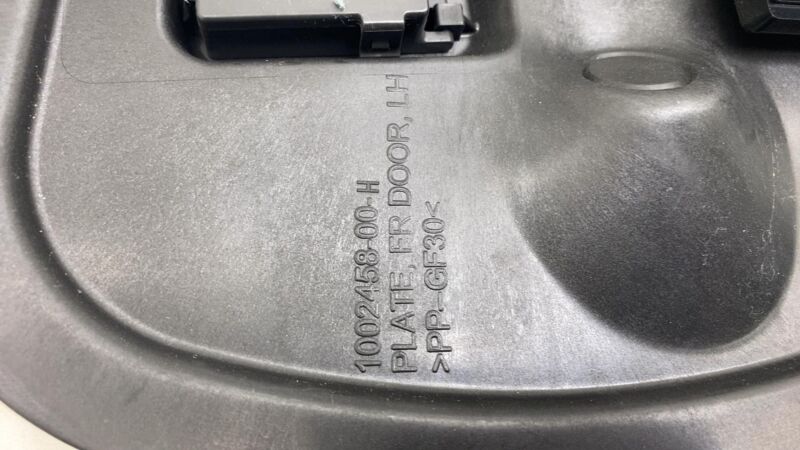 1002458-00-H
PLATE, FR DOOR, LH
>PP-GF30<